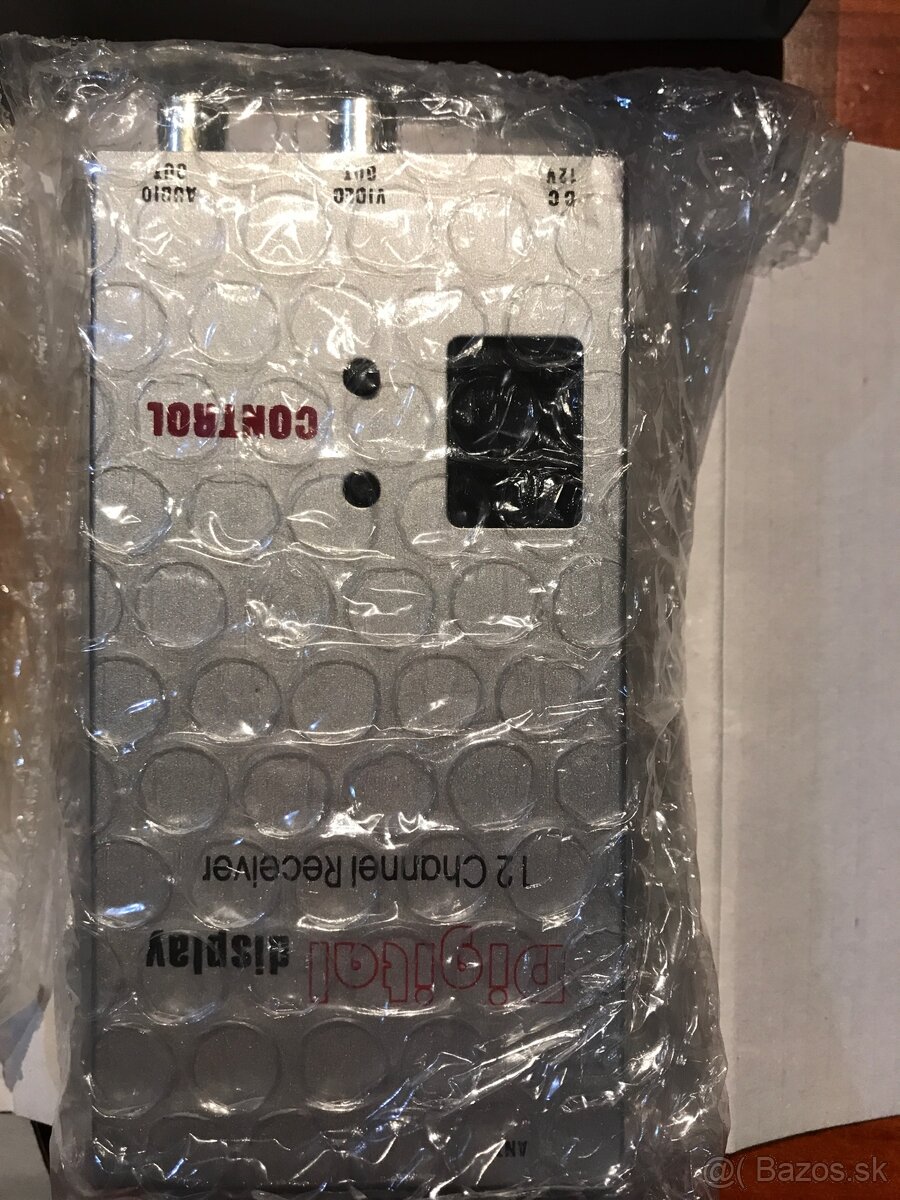 Digital display
12 Channel Receiver
CONTROL
DC VIDEO AUDIO
12V OUT OUT
@( Bazos.sk